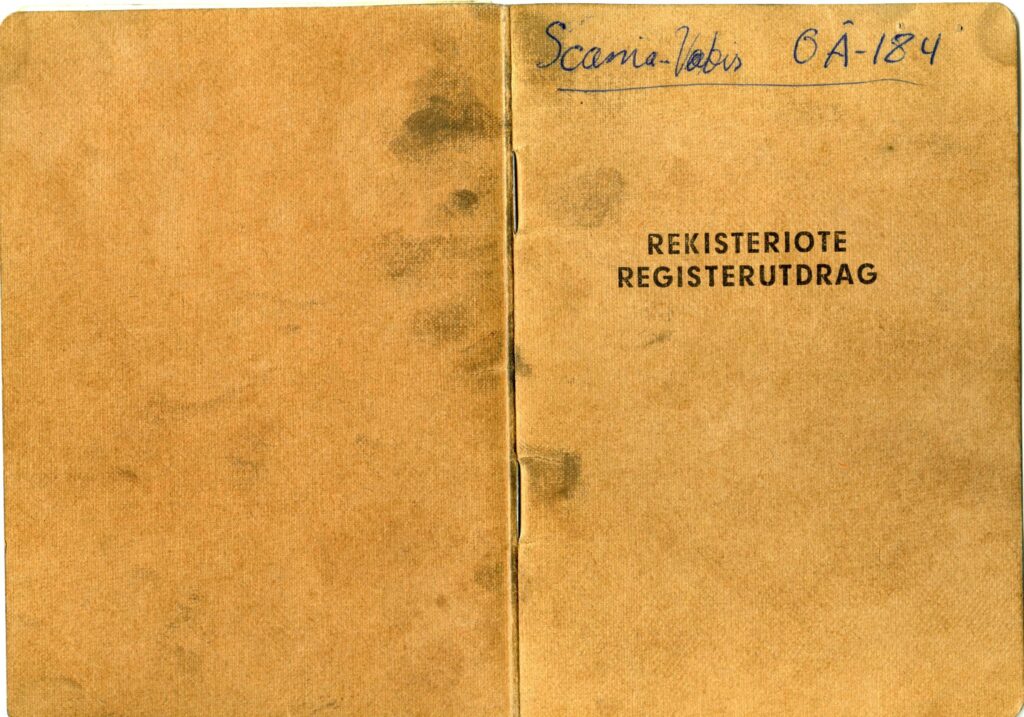 Scania-Vabis OÅ-184
REKISTERIOTE
REGISTERUTDRAG